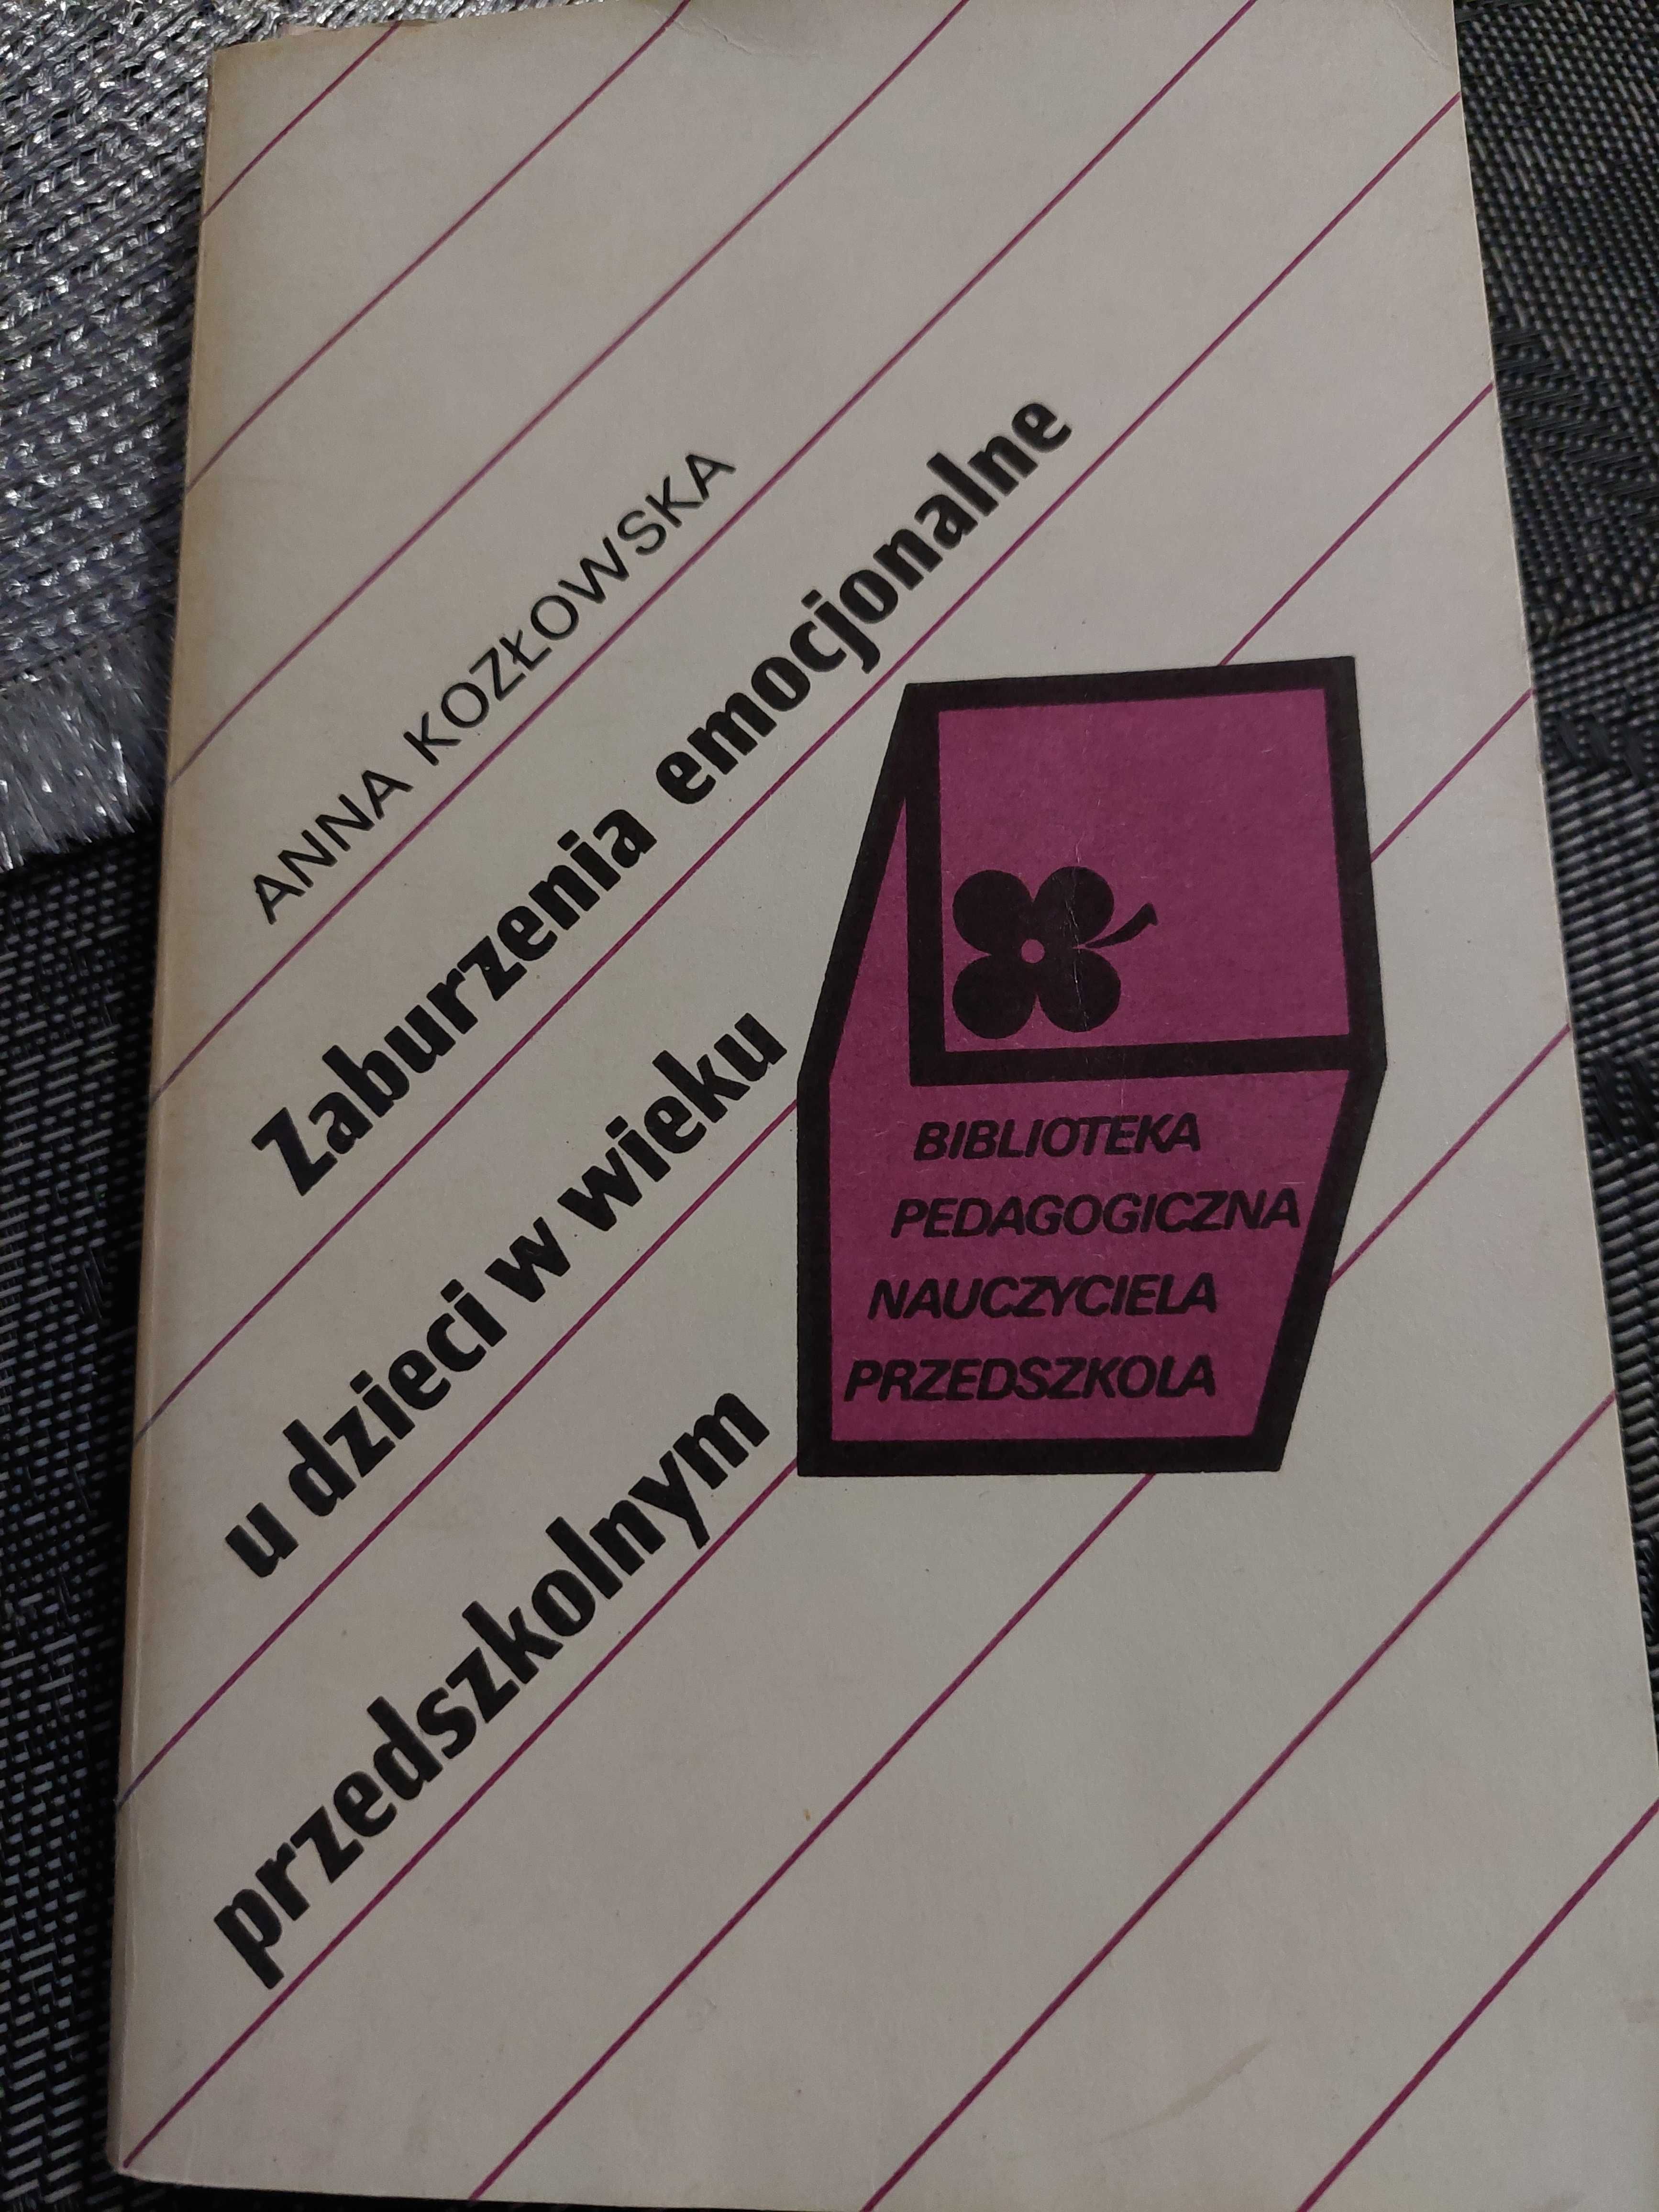 ANNA KOZŁOWSKA
Zaburzenia emocjonalne
u dzieci w wieku
przedszkolnym
BIBLIOTEKA
PEDAGOGICZNA
NAUCZYCIELA
PRZEDSZKOLA